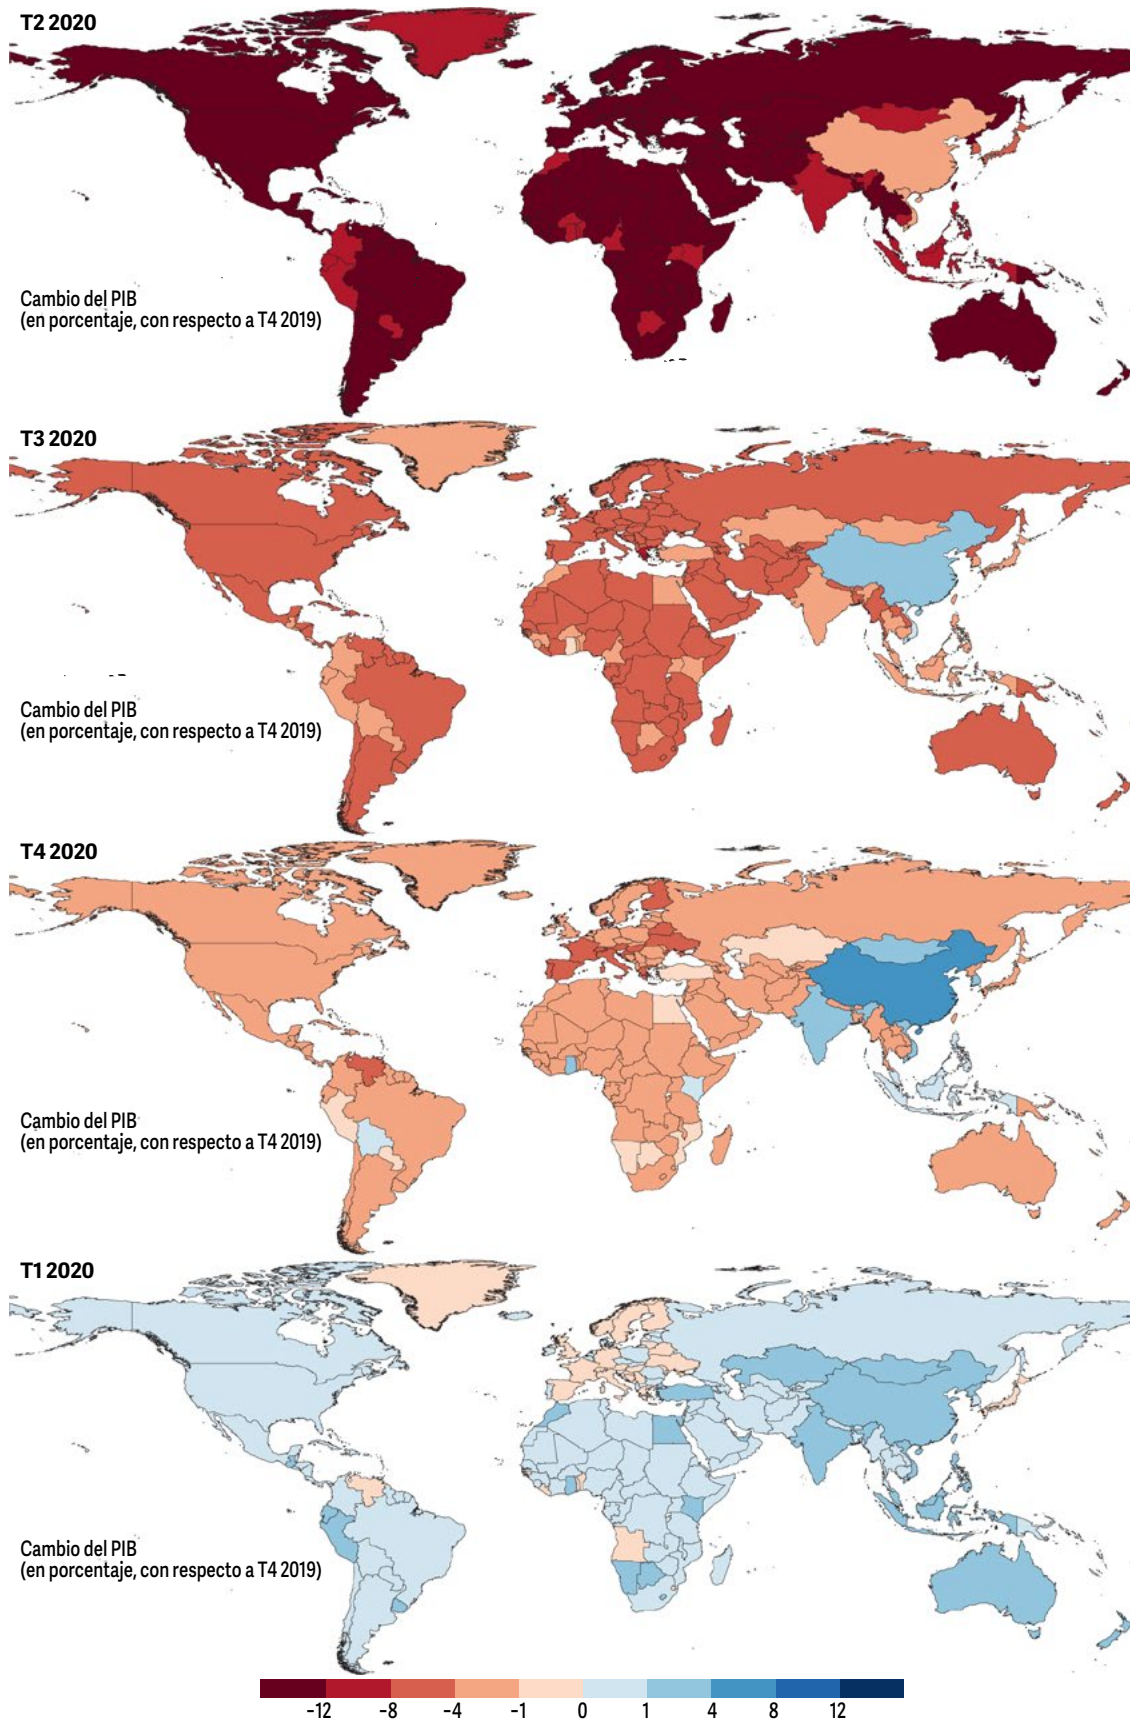 T2 2020
Cambio del PIB
(en porcentaje, con respecto a T4 2019)
T3 2020
Cambio del PIB
(en porcentaje, con respecto a T4 2019)
T4 2020
Cambio del PIB
(en porcentaje, con respecto a T4 2019)
T1 2020
Cambio del PIB
(en porcentaje, con respecto a T4 2019)
-12 -8 -4 -1 0 1 4 8 12